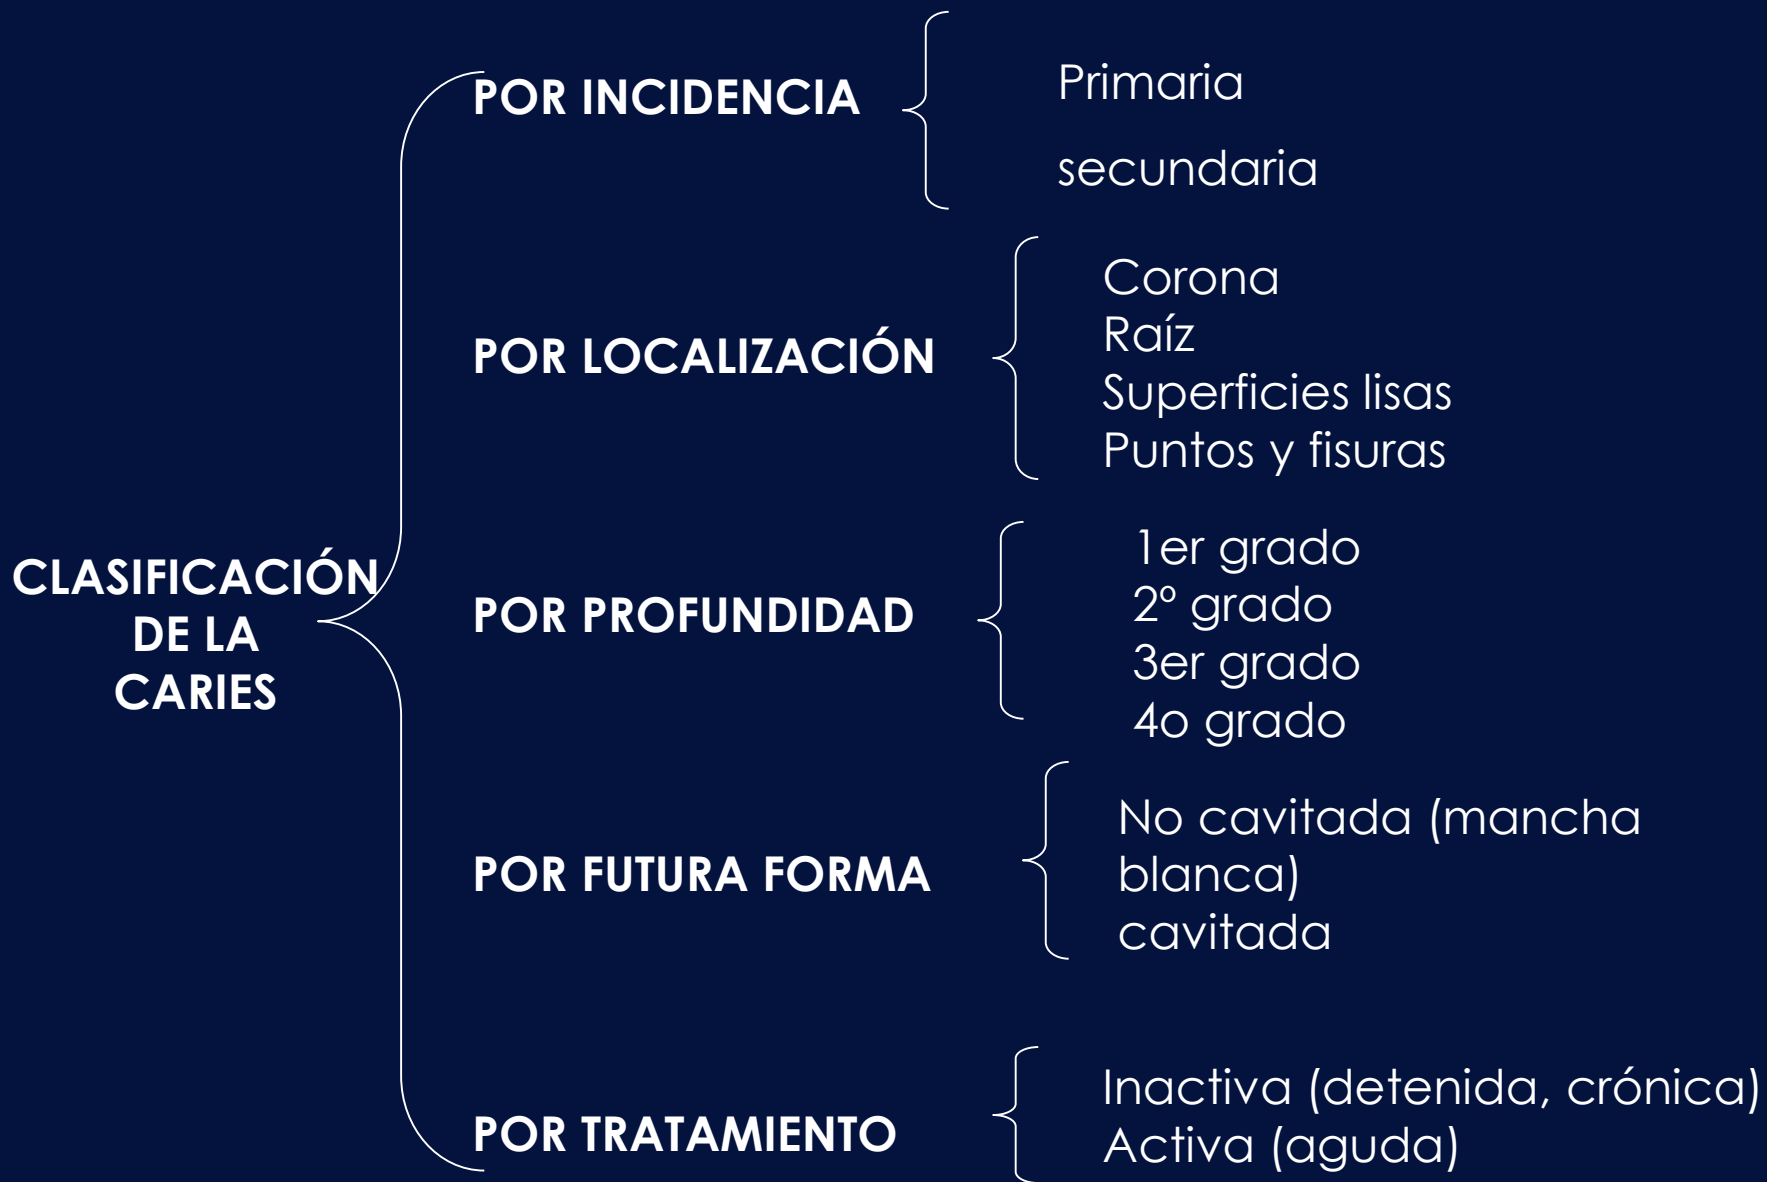 CLASIFICACIÓN
DE LA
CARIES
POR INCIDENCIA
Primaria
secundaria
POR LOCALIZACIÓN
Corona
Raíz
Superficies lisas
Puntos y fisuras
POR PROFUNDIDAD
1er grado
2º grado
3er grado
4o grado
POR FUTURA FORMA
No cavitada (mancha
blanca)
cavitada
POR TRATAMIENTO
Inactiva (detenida, crónica)
Activa (aguda)